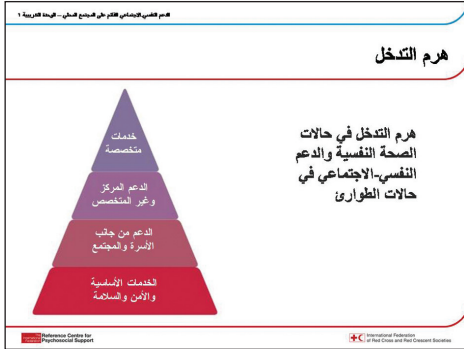 الدعم النفسي الاجتماعي القائم على المجتمع المحلي – الوحدة التدريبية ١
هرم التدخل
هرم التدخل في حالات
الصحة النفسية والدعم
النفسي-الاجتماعي في
حالات الطوارئ
خدمات
متخصصة
الدعم المركز
وغير المتخصص
الدعم من جانب
الأسرة والمجتمع
الخدمات الأساسية
والأمن والسلامة
Reference Centre for
Psychosocial Support
International Federation
of Red Cross and Red Crescent Societies